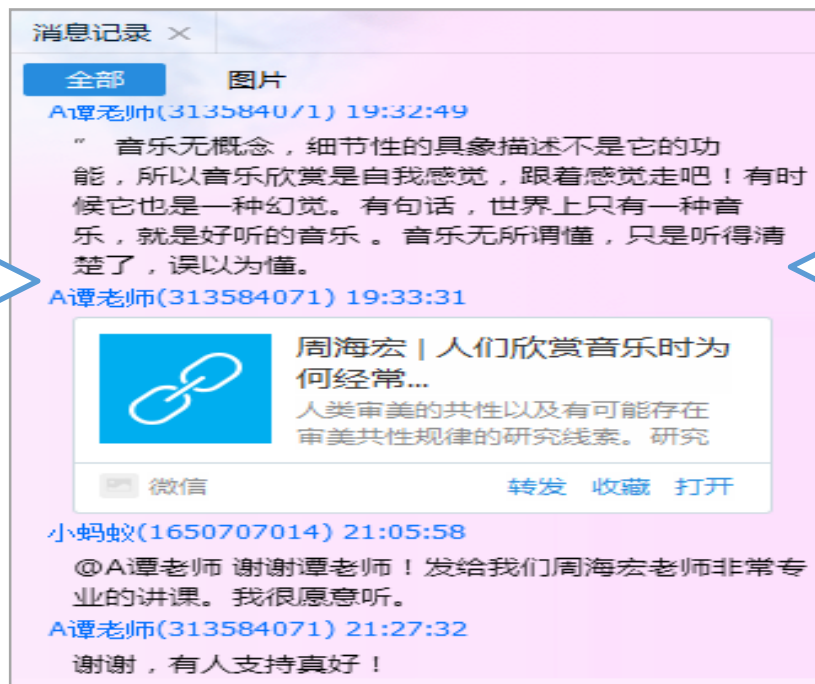 消息记录 ×
全部 图片
A谭老师(313584071) 19:32:49
” 音乐无概念，细节性的具象描述不是它的功
能，所以音乐欣赏是自我感觉，跟着感觉走吧！有时
候它也是一种幻觉。有句话，世界上只有一种音
乐，就是好听的音乐 。音乐无所谓懂，只是听得清
楚了，误以为懂。
A谭老师(313584071) 19:33:31
周海宏 | 人们欣赏音乐时为
何经常...
人类审美的共性以及有可能存在
审美共性规律的研究线索。研究
微信 转发 收藏 打开
小蚂蚁(1650707014) 21:05:58
@A谭老师 谢谢谭老师！发给我们周海宏老师非常专
业的讲课。我很愿意听。
A谭老师(313584071) 21:27:32
谢谢，有人支持真好！